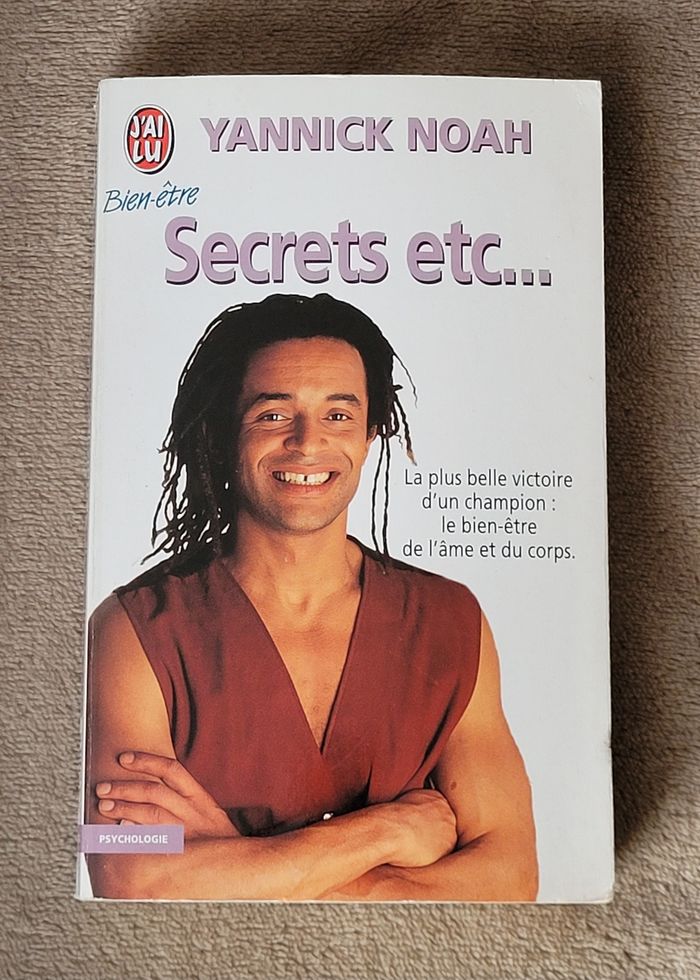 J'AI
LU
YANNICK NOAH
Bien-être
Secrets etc...
La plus belle victoire
d'un champion :
le bien-être
de l'âme et du corps.
PSYCHOLOGIE